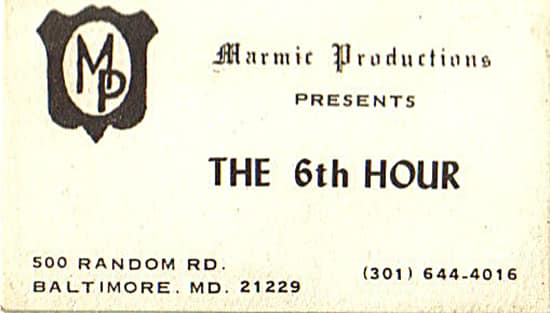 MP
Marmic Productions
PRESENTS
THE 6th HOUR
500 RANDOM RD.
BALTIMORE. MD. 21229
(301) 644-4016